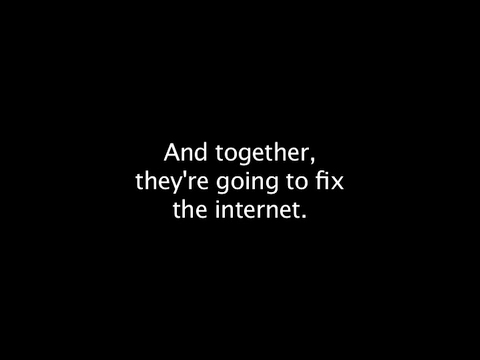 And together,
they're going to fix
the internet.